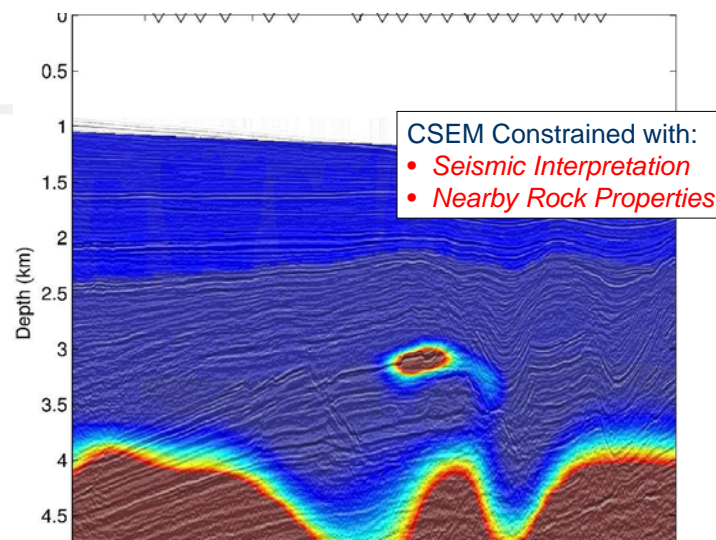 0
0.5
CSEM Constrained with:
1
• Seismic Interpretation
1.5
• Nearby Rock Properties
2
Depth (km)
2.5
3
3.5
4
4.5